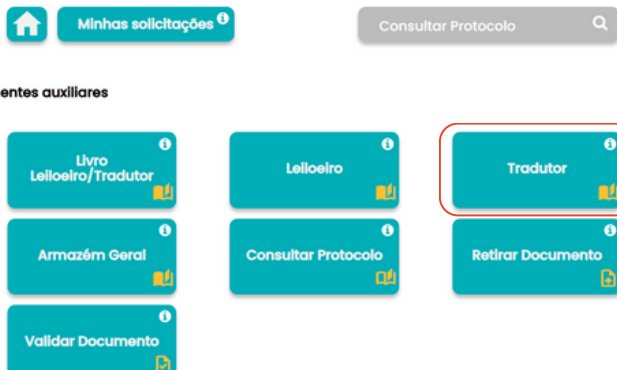 Minhas solicitações
Consultar Protocolo
entes auxiliares
Livro
Leiloeiro/Tradutor
Leiloeiro
Tradutor
Armazém Geral
Consultar Protocolo
Retirar Documento
Validar Documento